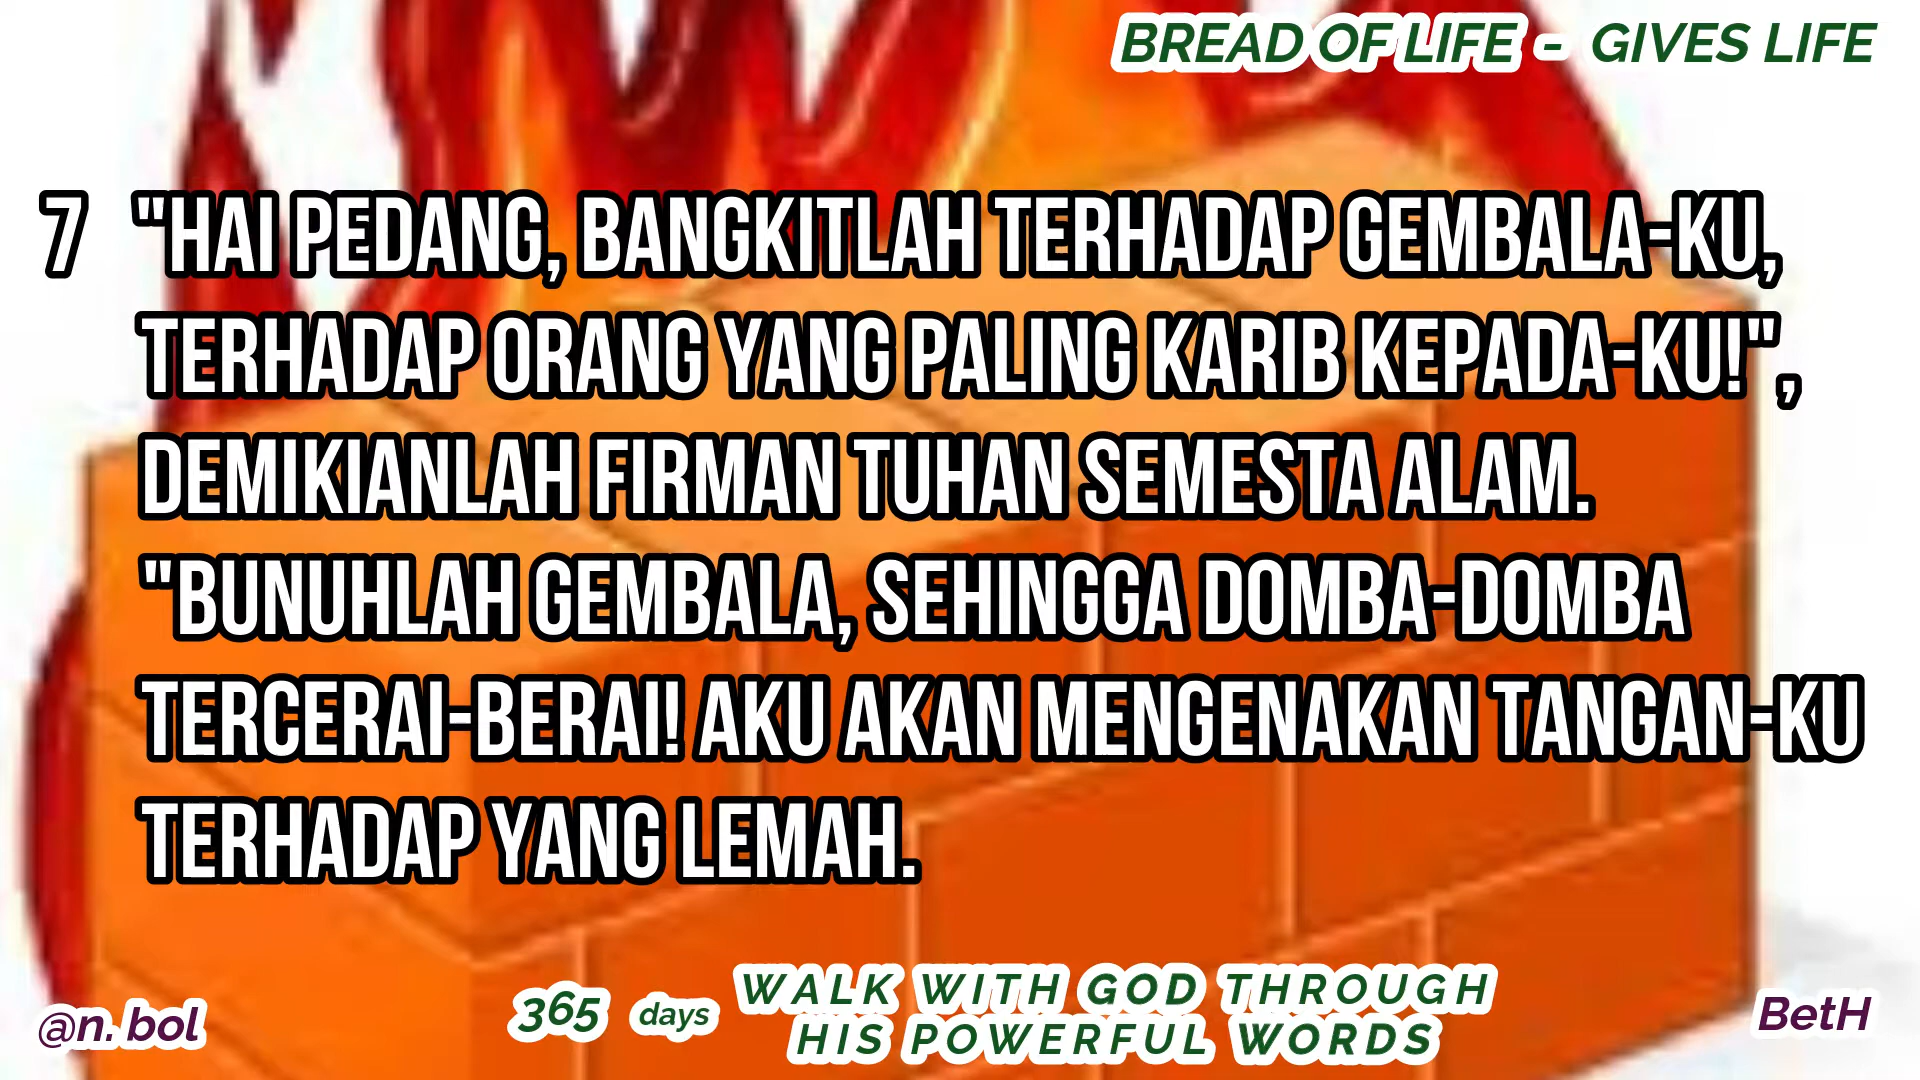 BREAD OF LIFE - GIVES LIFE
7 "HAI PEDANG, BANGKITLAH TERHADAP GEMBALA-KU,
TERHADAP ORANG YANG PALING KARIB KEPADA-KU!",
DEMIKIANLAH FIRMAN TUHAN SEMESTA ALAM.
"BUNUHLAH GEMBALA, SEHINGGA DOMBA-DOMBA
TERCERAI-BERAI! AKU AKAN MENGENAKAN TANGAN-KU
TERHADAP YANG LEMAH.
@n. bol
365 days
WALK WITH GOD THROUGH
HIS POWERFUL WORDS
BetH